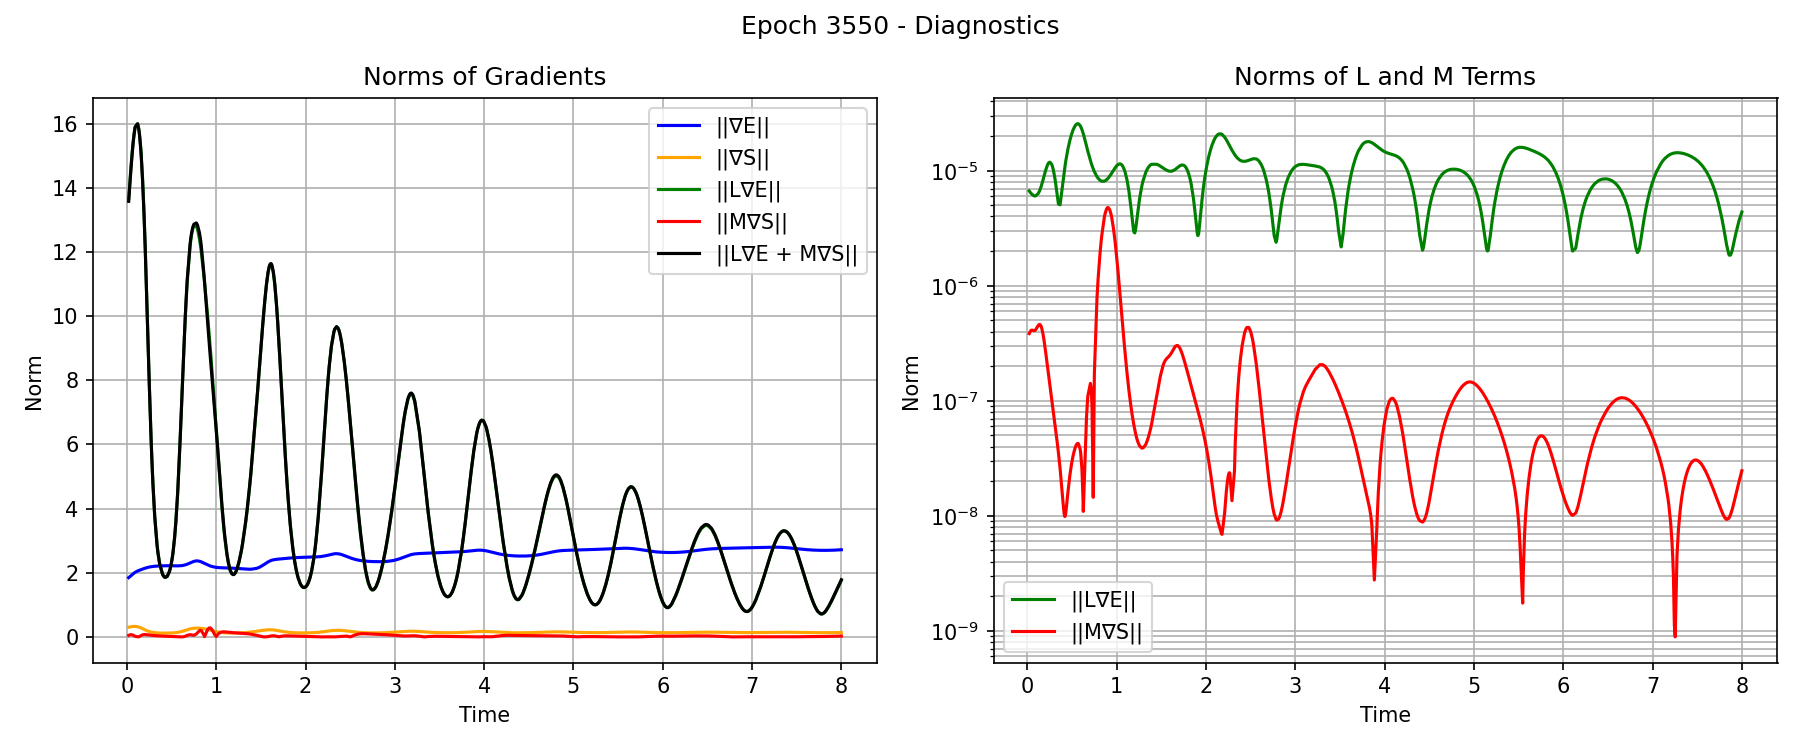 Epoch 3550 - Diagnostics
Norms of Gradients
Norm
16
14
12
10
8
6
4
2
0
0 1 2 3 4 5 6 7 8
Time
||∇E||
||∇S||
||L∇E||
||M∇S||
||L∇E + M∇S||
Norms of L and M Terms
Norm
10⁻⁵
10⁻⁶
10⁻⁷
10⁻⁸
10⁻⁹
0 1 2 3 4 5 6 7 8
Time
||L∇E||
||M∇S||